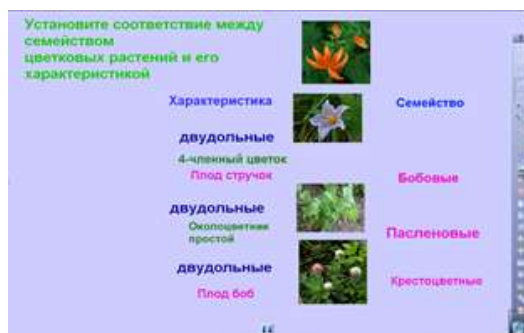 Установите соответствие между
семейством
цветковых растений и его
характеристикой
Характеристика
Семейство
двудольные
4-членный цветок
Плод стручок
Бобовые
двудольные
Околоцветник
простой
Пасленовые
двудольные
Плод боб
Крестоцветные